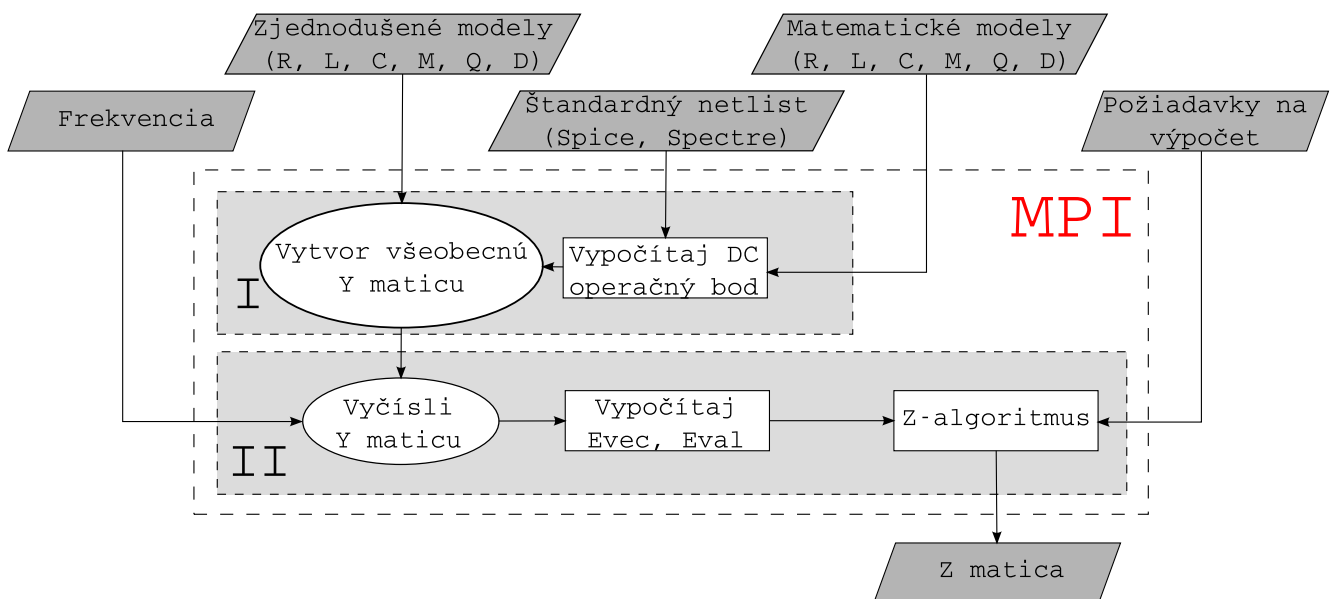 Zjednodušené modely
(R, L, C, M, Q, D)
Matematické modely
(R, L, C, M, Q, D)
Frekvencia
Štandardný netlist
(Spice, Spectre)
Požiadavky na
výpočet
MPI
Vytvor všeobecnú
Y maticu
Vypočítaj DC
operačný bod
I
Vyčísli
Y maticu
Vypočítaj
Evec, Eval
Z-algoritmus
II
Z matica